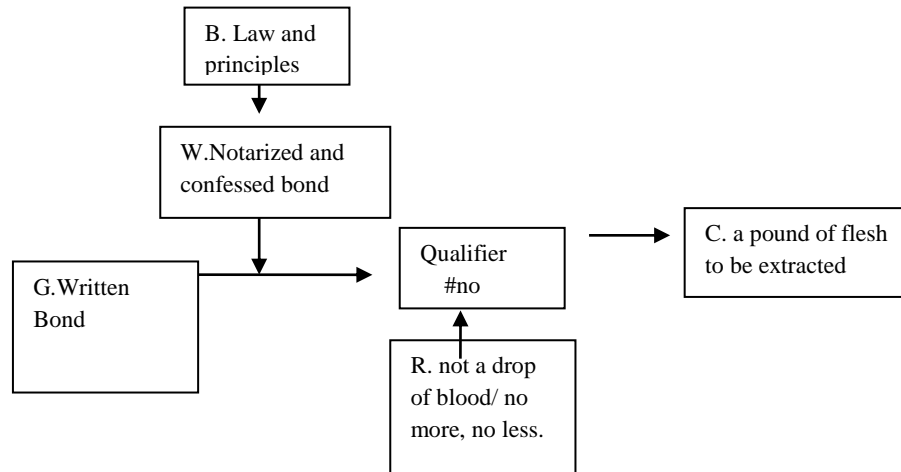 B. Law and
principles
W.Notarized and
confessed bond
G.Written
Bond
Qualifier
#no
C. a pound of flesh
to be extracted
R. not a drop
of blood/ no
more, no less.